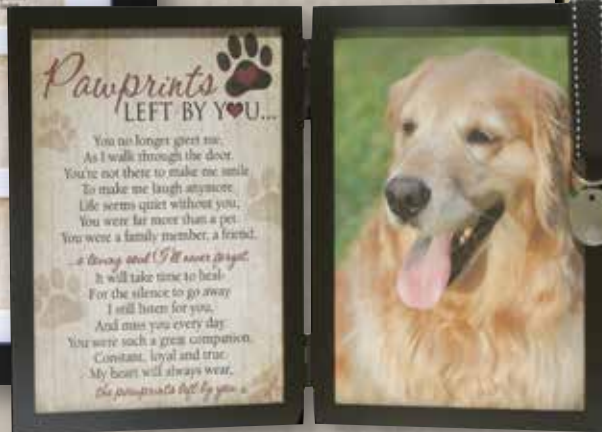 Pawprints
LEFT BY YOU...
You no longer greet me,
As I walk through the door.
You're not there to make me smile
To make me laugh anymore.
Life seems quiet without you,
You were far more than a pet.
You were a family member, a friend,
...a loving soul I'll never forget.
It will take time to heal-
For the silence to go away
I still listen for you,
And miss you every day.
You were such a great companion,
Constant, loyal and true.
My heart will always wear,
the pawprints left by you